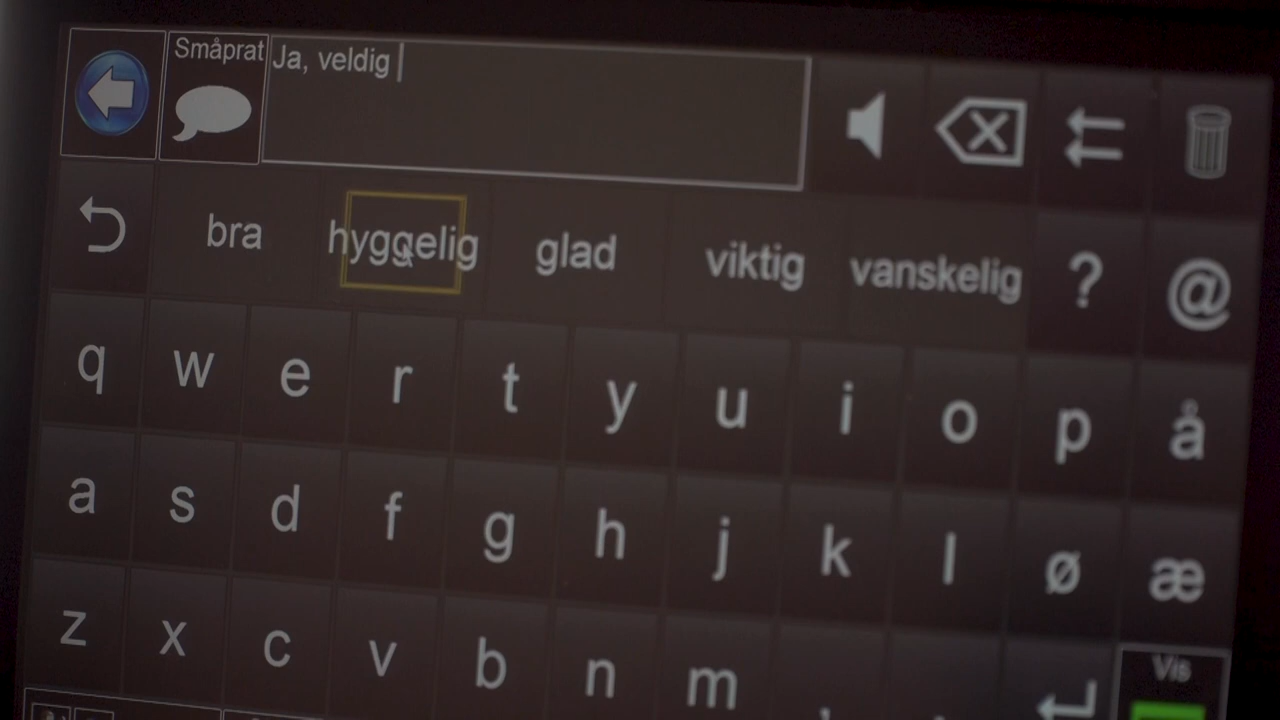 Småprat
Ja, veldig
bra hyggelig glad viktig vanskelig ? @
q w e r t y u i o p å
a s d f g h j k l ø æ
z x c v b n m , .
Vis